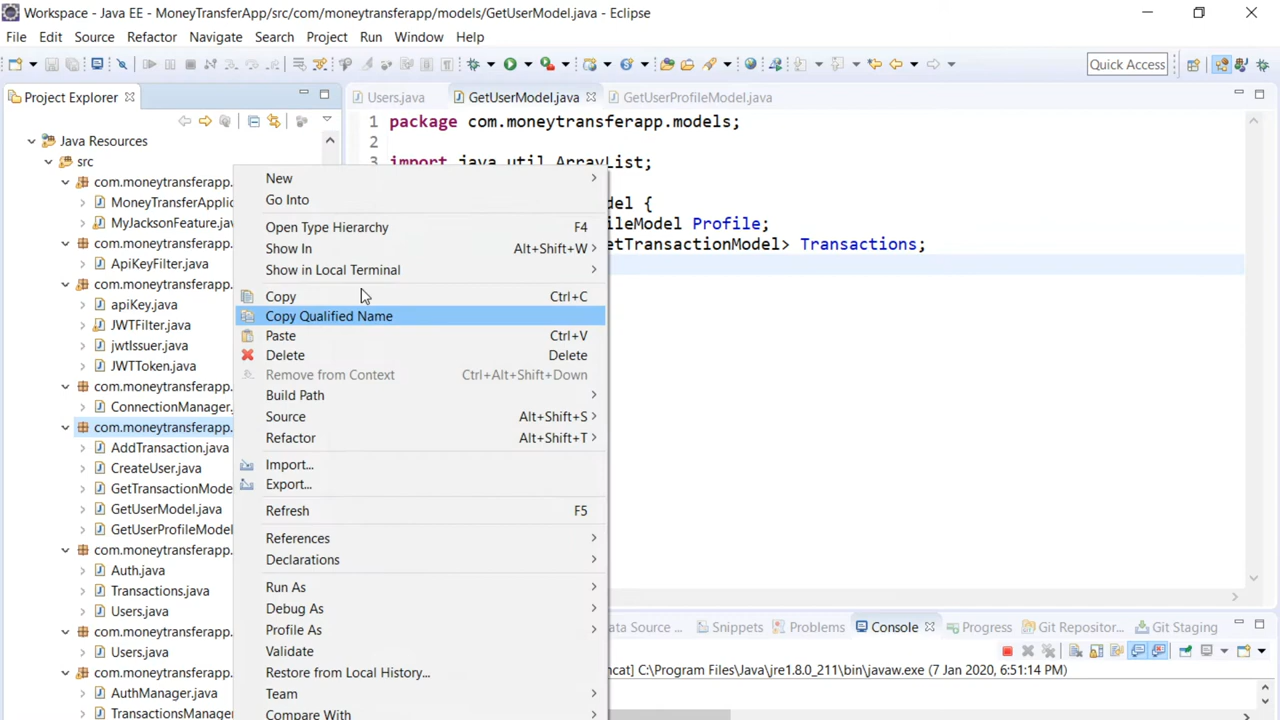 Workspace - Java EE - MoneyTransferApp/src/com/moneytransferapp/models/GetUserModel.java - Eclipse
File Edit Source Refactor Navigate Search Project Run Window Help
Quick Access
Project Explorer
Users.java GetUserModel.java GetUserProfileModel.java
Java Resources
src
com.moneytransferapp.
MoneyTransferApplic
MyJacksonFeature.jav
com.moneytransferapp.
ApiKeyFilter.java
com.moneytransferapp.
apiKey.java
JWTFilter.java
jwtIssuer.java
JWTToken.java
com.moneytransferapp.
ConnectionManager.
com.moneytransferapp.
AddTransaction.java
CreateUser.java
GetTransactionMode
GetUserModel.java
GetUserProfileModel
com.moneytransferapp.
Auth.java
Transactions.java
Users.java
com.moneytransferapp.
Users.java
com.moneytransferapp.
AuthManager.java
TransactionsManager
1 package com.moneytransferapp.models;
2
3 import java.util.ArrayList;
del {
ileModel Profile;
etTransactionModel> Transactions;
New
Go Into
Open Type Hierarchy F4
Show In Alt+Shift+W
Show in Local Terminal
Copy Ctrl+C
Copy Qualified Name
Paste Ctrl+V
Delete Delete
Remove from Context Ctrl+Alt+Shift+Down
Build Path
Source Alt+Shift+S
Refactor Alt+Shift+T
Import...
Export...
Refresh F5
References
Declarations
Run As
Debug As
Profile As
Validate
Restore from Local History...
Team
Compare With
ata Source ... Snippets Problems Console Progress Git Repositor... Git Staging
ncat] C:\Program Files\Java\jre1.8.0_211\bin\javaw.exe (7 Jan 2020, 6:51:14 PM)